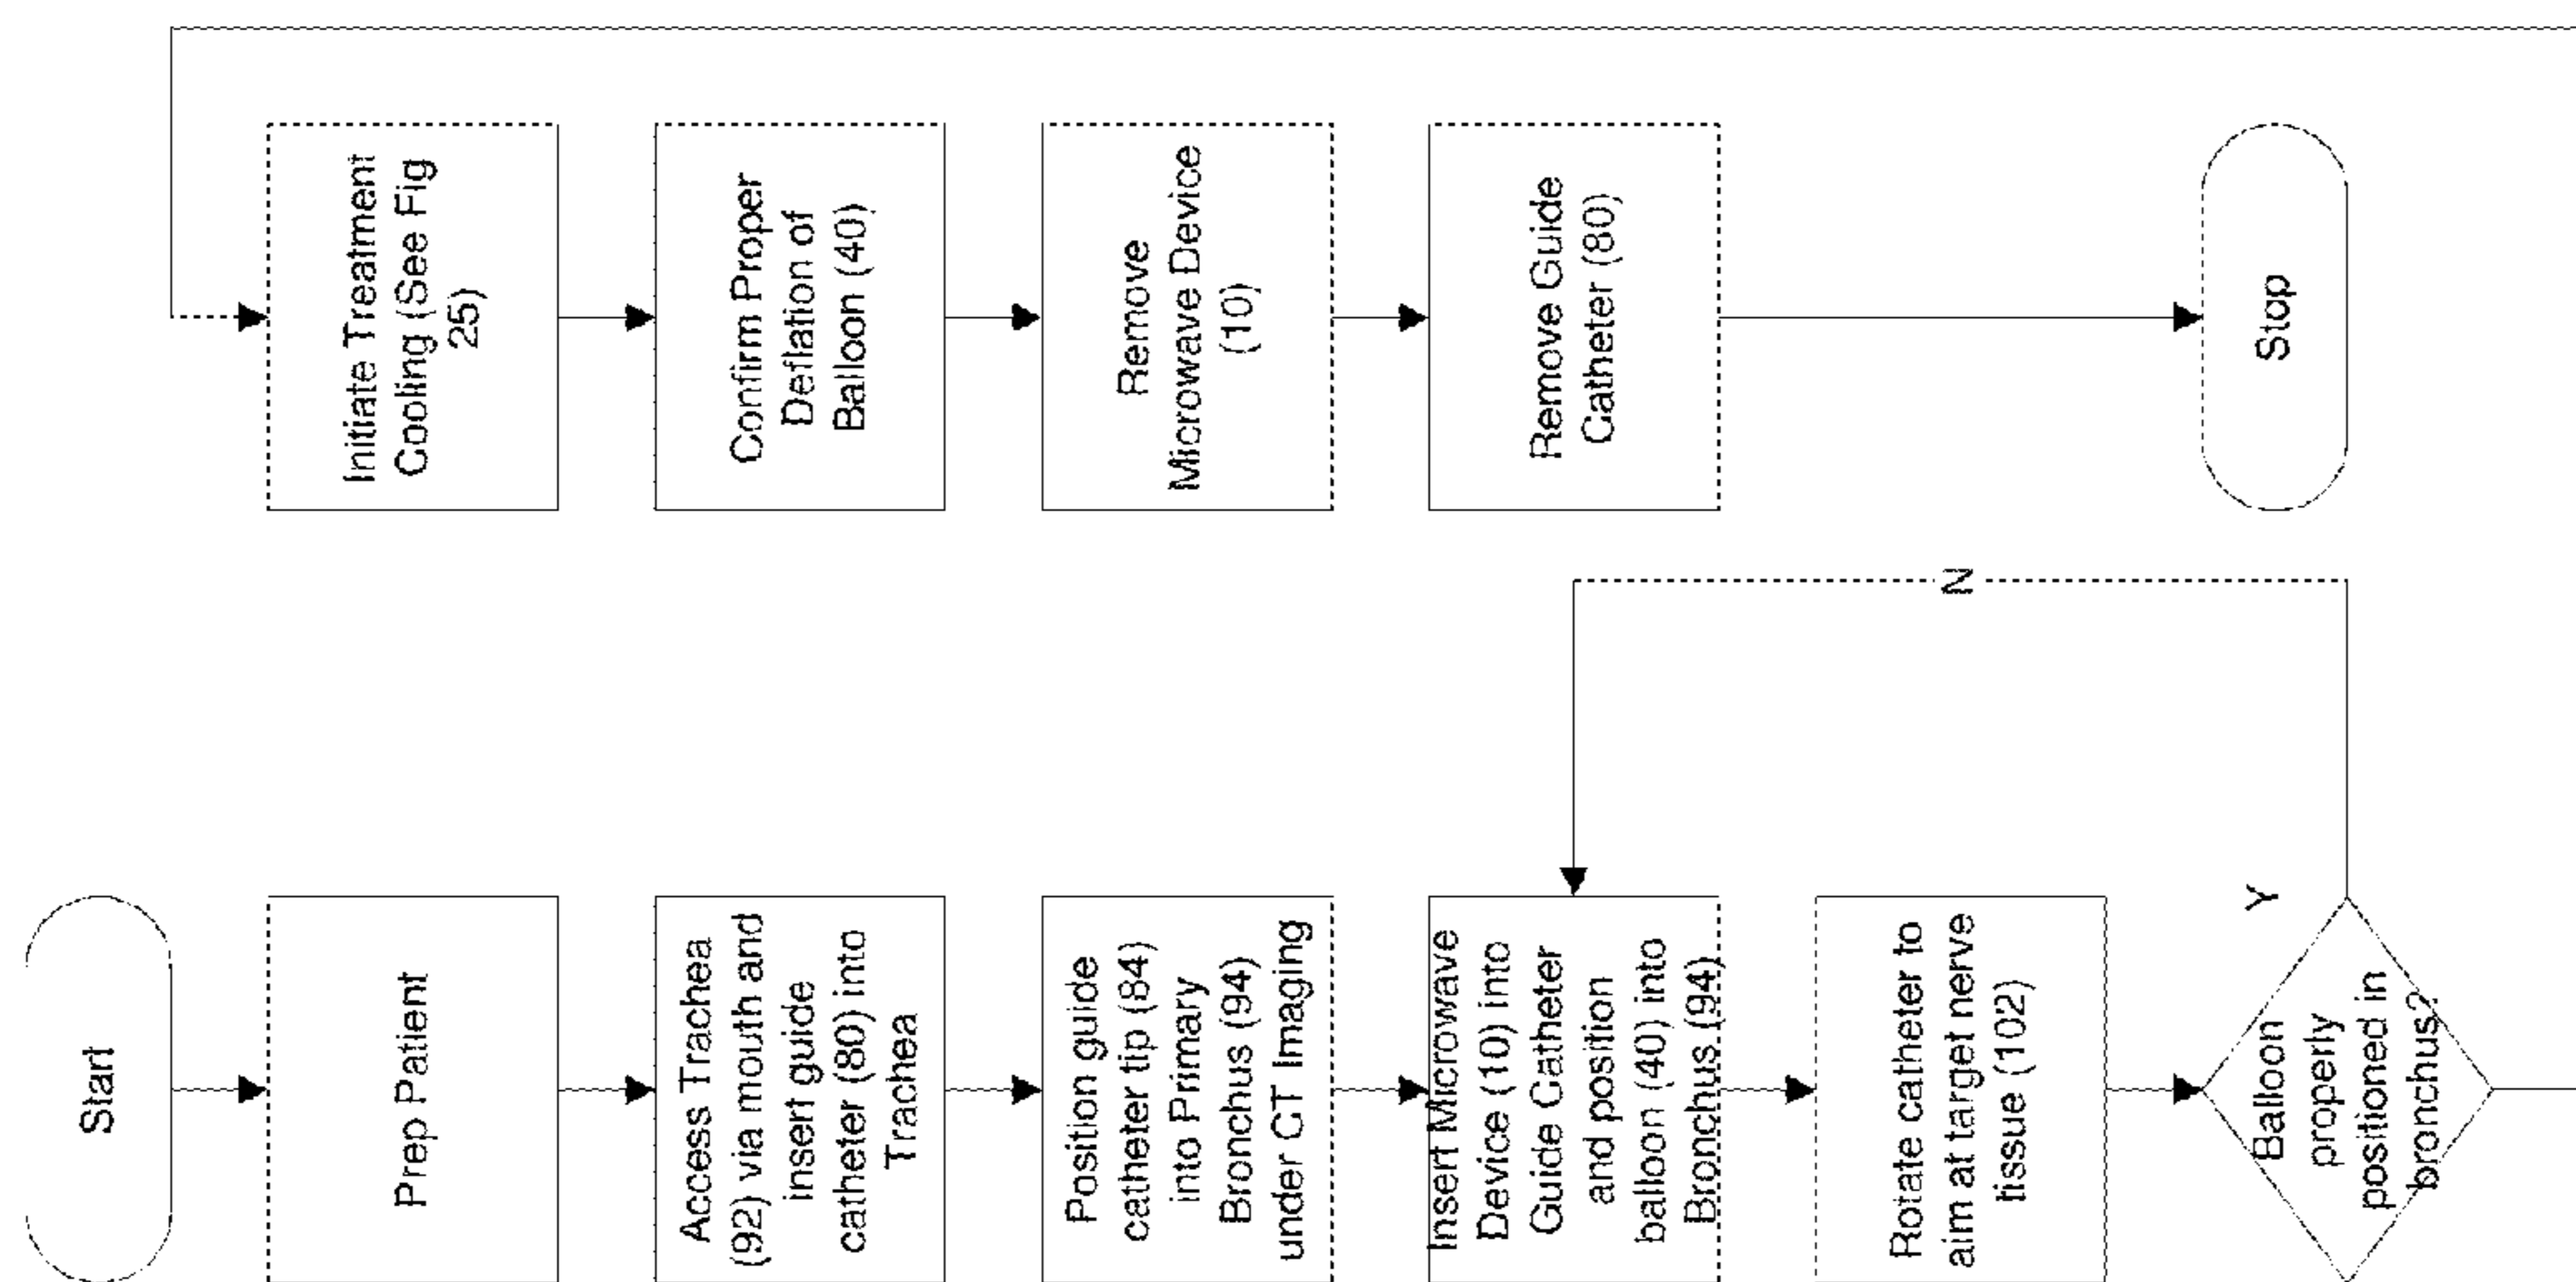 Start
Prep Patient
Access Trachea
(92) via mouth and
insert guide
catheter (80) into
Trachea
Position guide
catheter tip (84)
into Primary
Bronchus (94)
under CT Imaging
Insert Microwave
Device (10) into
Guide Catheter
and position
balloon (40) into
Bronchus (94)
Rotate catheter to
aim at target nerve
tissue (102)
Balloon
properly
positioned in
bronchus?
Y
N
Initiate Treatment
Cooling (See Fig
25)
Confirm Proper
Deflation of
Balloon (40)
Remove
Microwave Device
(10)
Remove Guide
Catheter (80)
Stop